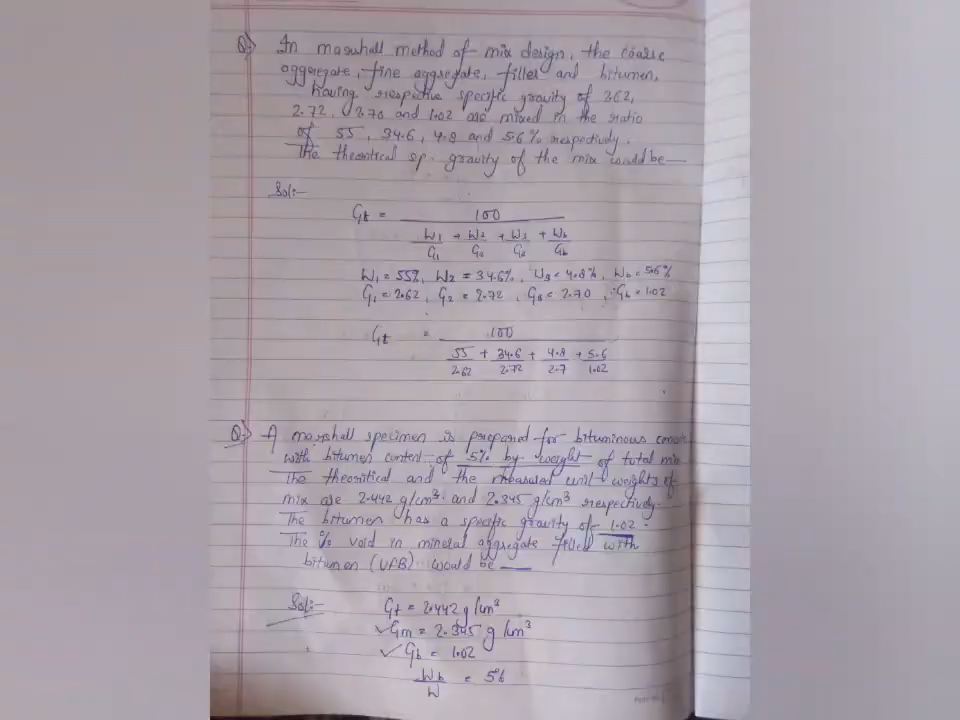 Q:) In marshall method of mix design, the coarse
aggregate, fine aggregate, filler and bitumen,
having respective specific gravity of 2.62,
2.72, 2.70 and 1.02 are mixed in the ratio
of 55, 34.6, 4.8 and 5.6% respectivly.
The theoritical sp. gravity of the mix would be —
Sol:-
Gt = 100
W1 + W2 + W3 + Wb
G1 G2 G3 Gb
W1 = 55%, W2 = 34.6%, W3 = 4.8%, Wb = 5.6%
G1 = 2.62, G2 = 2.72, G3 = 2.70, Gb = 1.02
Gt = 100
55 + 34.6 + 4.8 + 5.6
2.62 2.72 2.7 1.02
Q:) A marshall specimen is prepared for bituminous
with bitumen content of 5% by weight of total mix
The theoritical and the measured unit weights of
mix are 2.442 g/cm3 and 2.345 g/cm3 respectively.
The bitumen has a specific gravity of 1.02.
The % void in mineral aggregate filled with
bitumen (VFB) would be —
Sol:-
Gt = 2.442 g/cm3
✓Gm = 2.345 g/cm3
✓Gb = 1.02
Wb = 5%
W